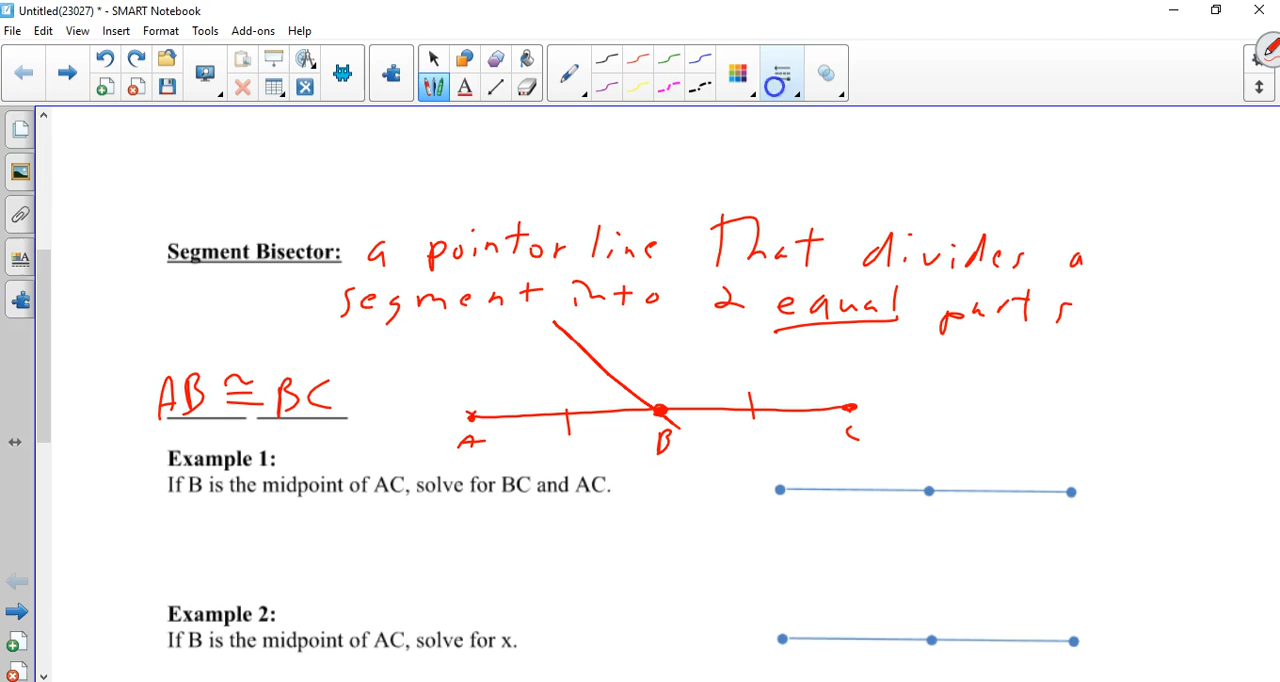 Untitled(23027) * - SMART Notebook
File Edit View Insert Format Tools Add-ons Help
Segment Bisector: a point or line That divides a
segment into 2 equal parts
AB ≅ BC
A B C
Example 1:
If B is the midpoint of AC, solve for BC and AC.
Example 2:
If B is the midpoint of AC, solve for x.